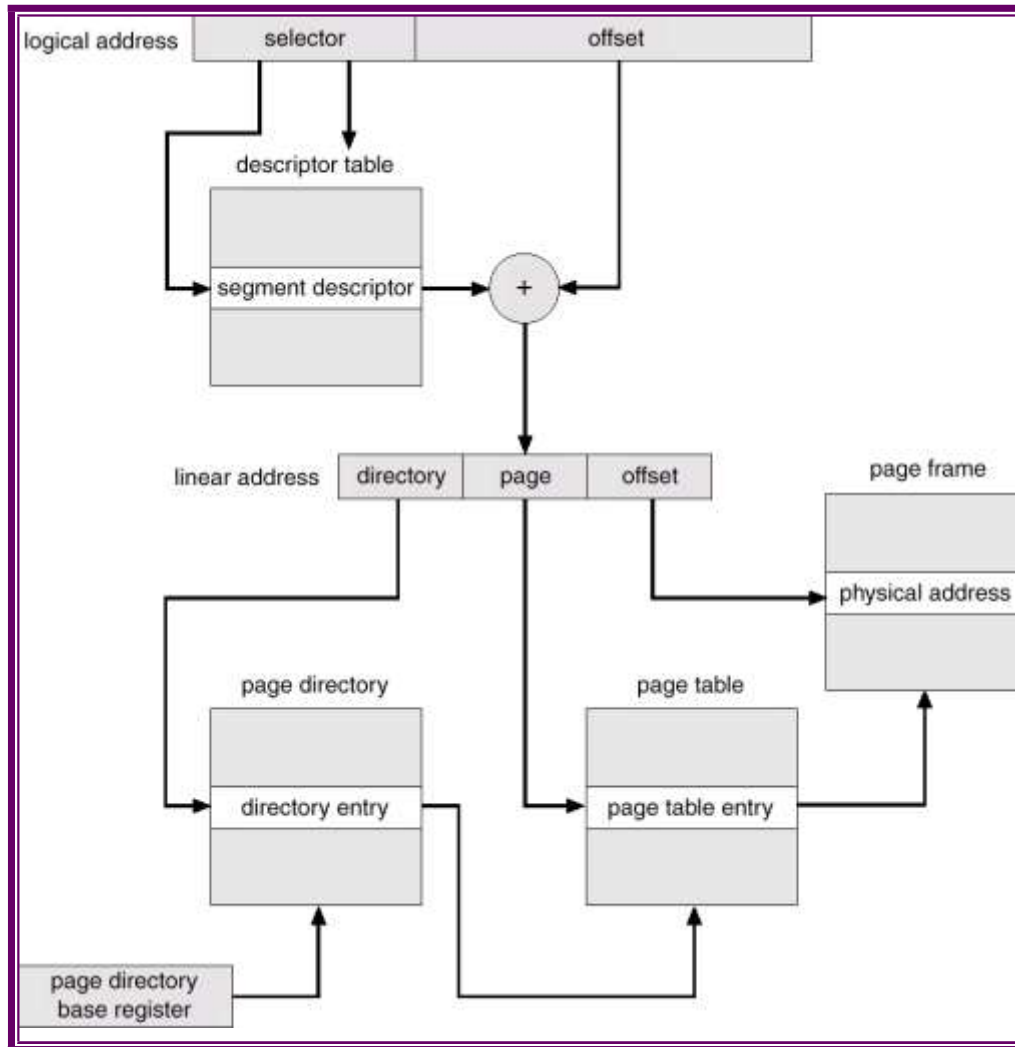 logical address
selector
offset
descriptor table
segment descriptor
+
linear address
directory
page
offset
page frame
physical address
page directory
page table
directory entry
page table entry
page directory
base register